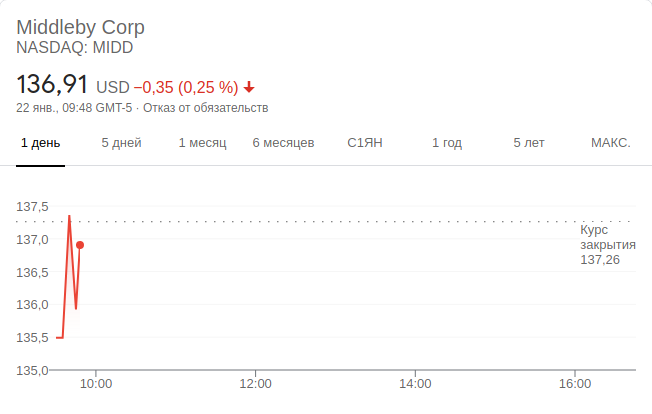 Middleby Corp
NASDAQ: MIDD
136,91 USD −0,35 (0,25 %)
22 янв., 09:48 GMT-5 · Отказ от обязательств
1 день 5 дней 1 месяц 6 месяцев С1ЯН 1 год 5 лет МАКС.
137,5
137,0
136,5
136,0
135,5
135,0
Курс
закрытия
137,26
10:00 12:00 14:00 16:00